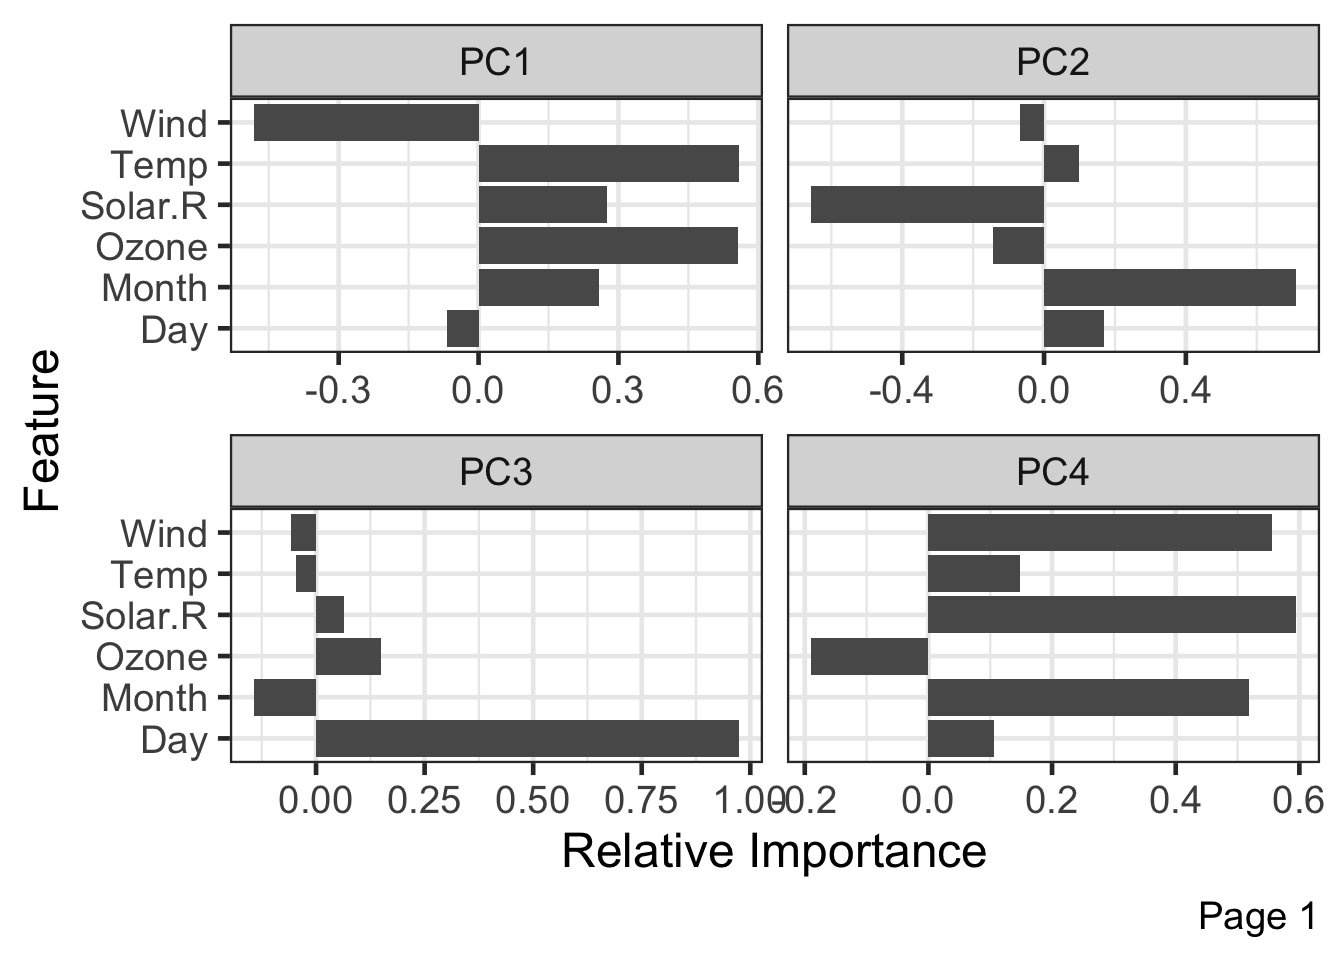 PC1
PC2
Wind
Temp
Solar.R
Ozone
Month
Day
-0.3 0.0 0.3 0.6
-0.4 0.0 0.4
Feature
PC3
PC4
Wind
Temp
Solar.R
Ozone
Month
Day
0.00 0.25 0.50 0.75 1.00
-0.2 0.0 0.2 0.4 0.6
Relative Importance
Page 1